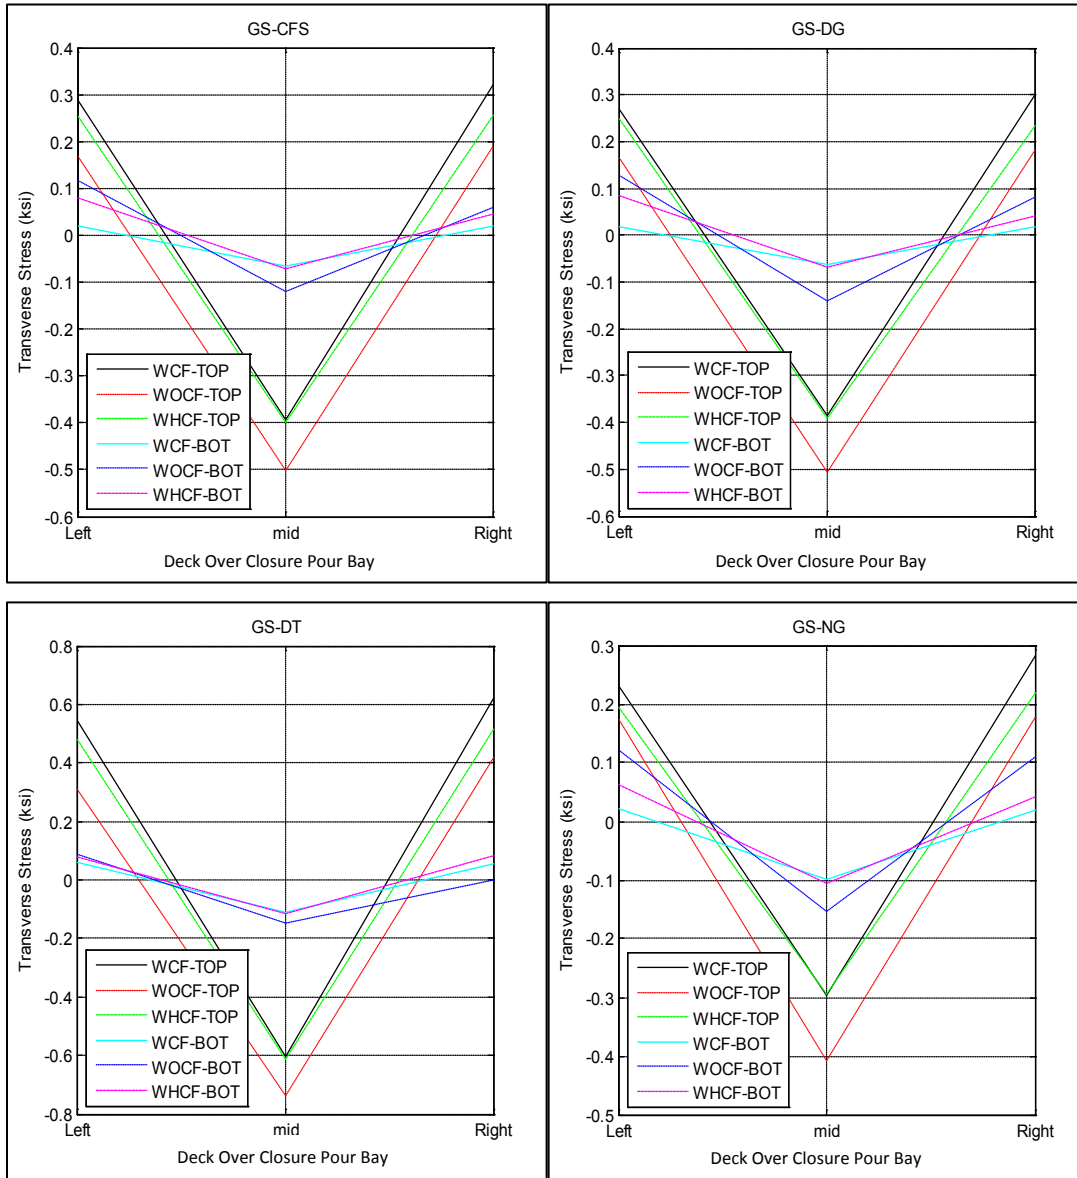 GS-CFS
0.4
0.3
0.2
0.1
0
-0.1
-0.2
-0.3
-0.4
-0.5
-0.6
Transverse Stress (ksi)
WCF-TOP
WOCF-TOP
WHCF-TOP
WCF-BOT
WOCF-BOT
WHCF-BOT
Left mid Right
Deck Over Closure Pour Bay
GS-DG
0.4
0.3
0.2
0.1
0
-0.1
-0.2
-0.3
-0.4
-0.5
-0.6
Transverse Stress (ksi)
WCF-TOP
WOCF-TOP
WHCF-TOP
WCF-BOT
WOCF-BOT
WHCF-BOT
Left mid Right
Deck Over Closure Pour Bay
GS-DT
0.8
0.6
0.4
0.2
0
-0.2
-0.4
-0.6
-0.8
Transverse Stress (ksi)
WCF-TOP
WOCF-TOP
WHCF-TOP
WCF-BOT
WOCF-BOT
WHCF-BOT
Left mid Right
Deck Over Closure Pour Bay
GS-NG
0.3
0.2
0.1
0
-0.1
-0.2
-0.3
-0.4
-0.5
Transverse Stress (ksi)
WCF-TOP
WOCF-TOP
WHCF-TOP
WCF-BOT
WOCF-BOT
WHCF-BOT
Left mid Right
Deck Over Closure Pour Bay